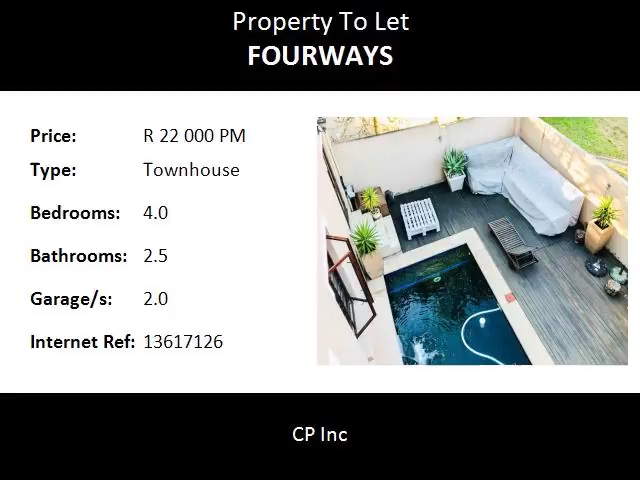 Property To Let
FOURWAYS
Price: R 22 000 PM
Type: Townhouse
Bedrooms: 4.0
Bathrooms: 2.5
Garage/s: 2.0
Internet Ref: 13617126
CP Inc